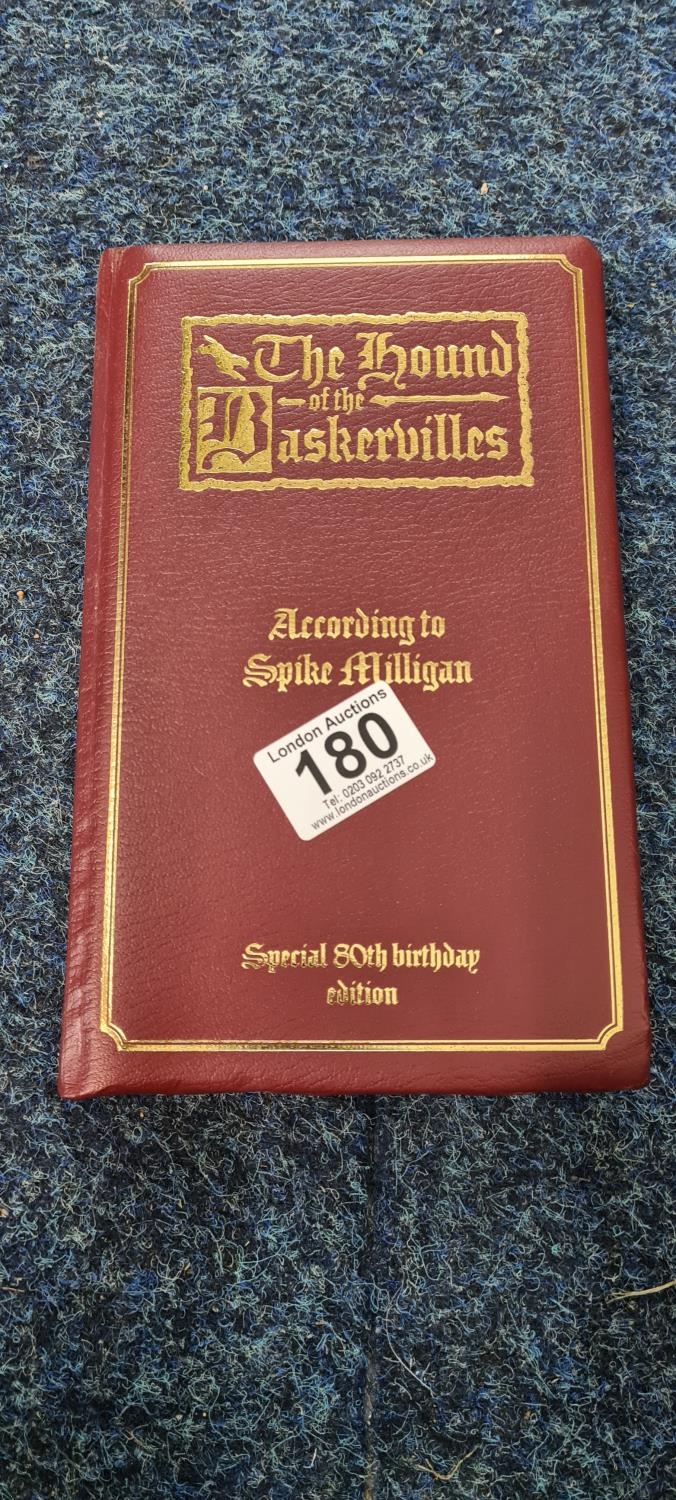 The Hound
of the
Baskervilles
According to
Spike Milligan
London Auctions
180
Tel: 0203 092 2737
www.londonauctions.co.uk
Special 80th birthday
edition